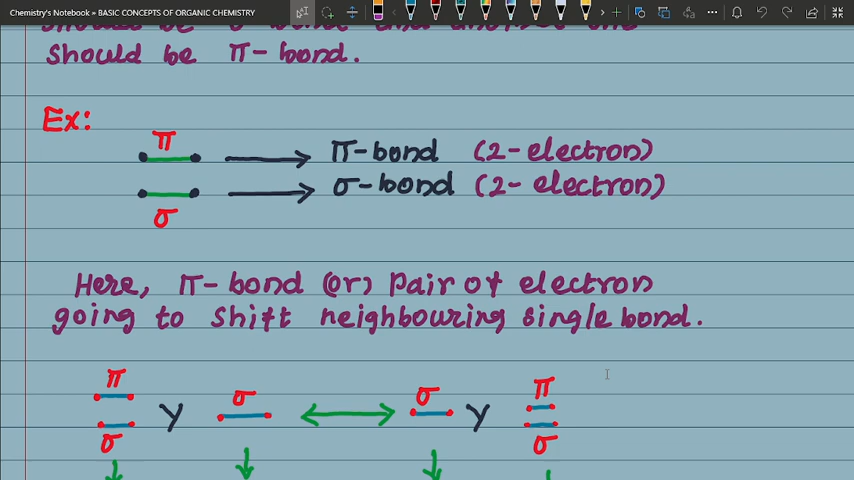 Chemistry's Notebook » BASIC CONCEPTS OF ORGANIC CHEMISTRY
Should be π-bond.
Ex:
π
π-bond (2-electron)
σ-bond (2-electron)
σ
Here, π-bond (or) pair of electron
going to shift neighbouring single bond.
π σ σ π
Y Y
σ σ